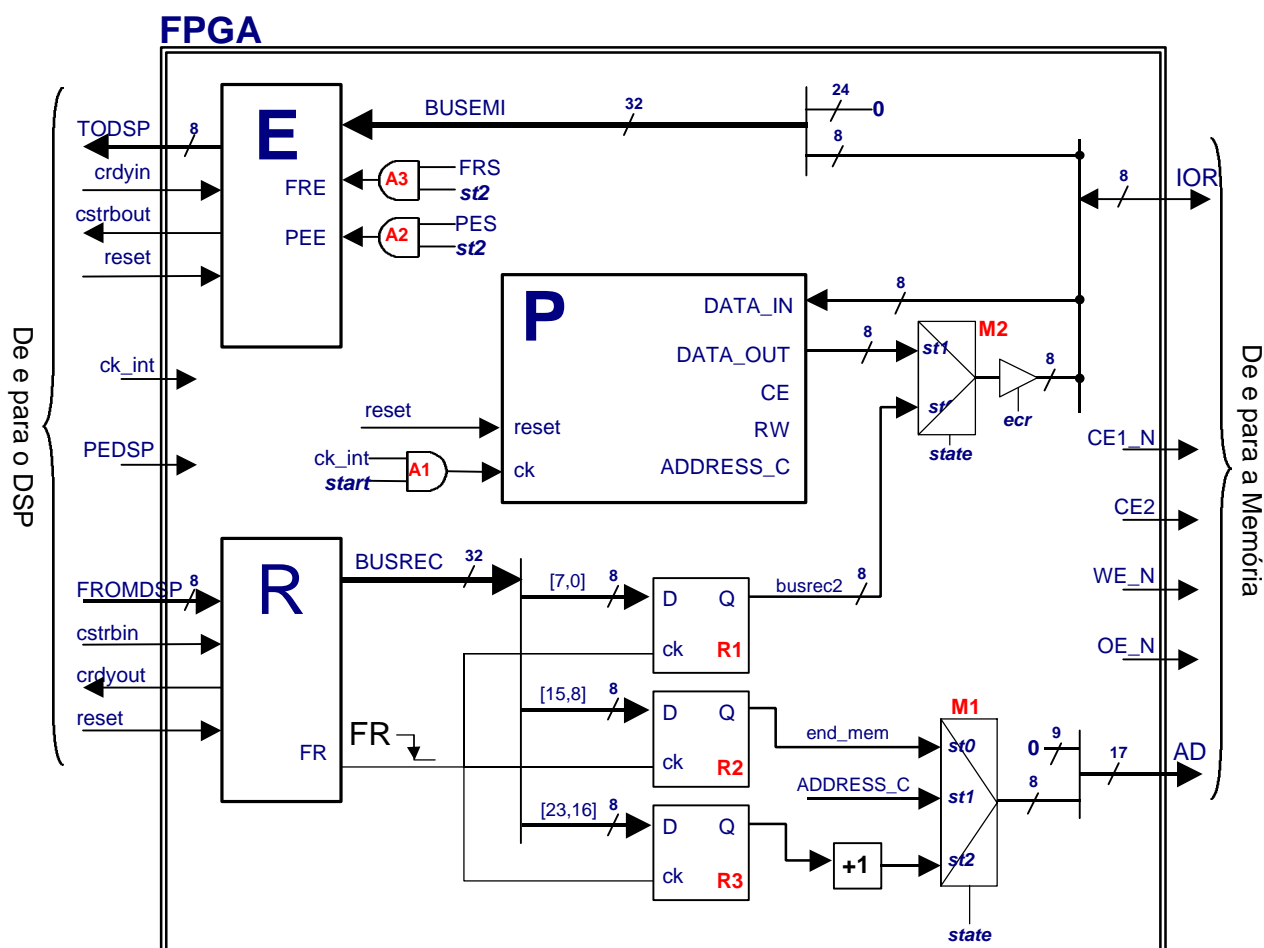 FPGA
De e para o DSP
TODSP
8
crdyin
cstrbout
reset
ck_int
PEDSP
FROMDSP
8
cstrbin
crdyout
reset
E
FRE
PEE
BUSEMI
32
24
0
8
A3
FRS
st2
A2
PES
st2
P
DATA_IN
DATA_OUT
CE
RW
ADDRESS_C
reset
ck
reset
ck_int
start
A1
8
8
M2
st1
st0
state
ecr
8
R
FR
BUSREC
32
FR
[7,0]
8
D
Q
ck
R1
busrec2
8
[15,8]
8
D
Q
ck
R2
end_mem
[23,16]
8
D
Q
ck
R3
+1
ADDRESS_C
M1
st0
st1
st2
state
0
9
8
17
AD
8
IOR
CE1_N
CE2
WE_N
OE_N
De e para a Memória